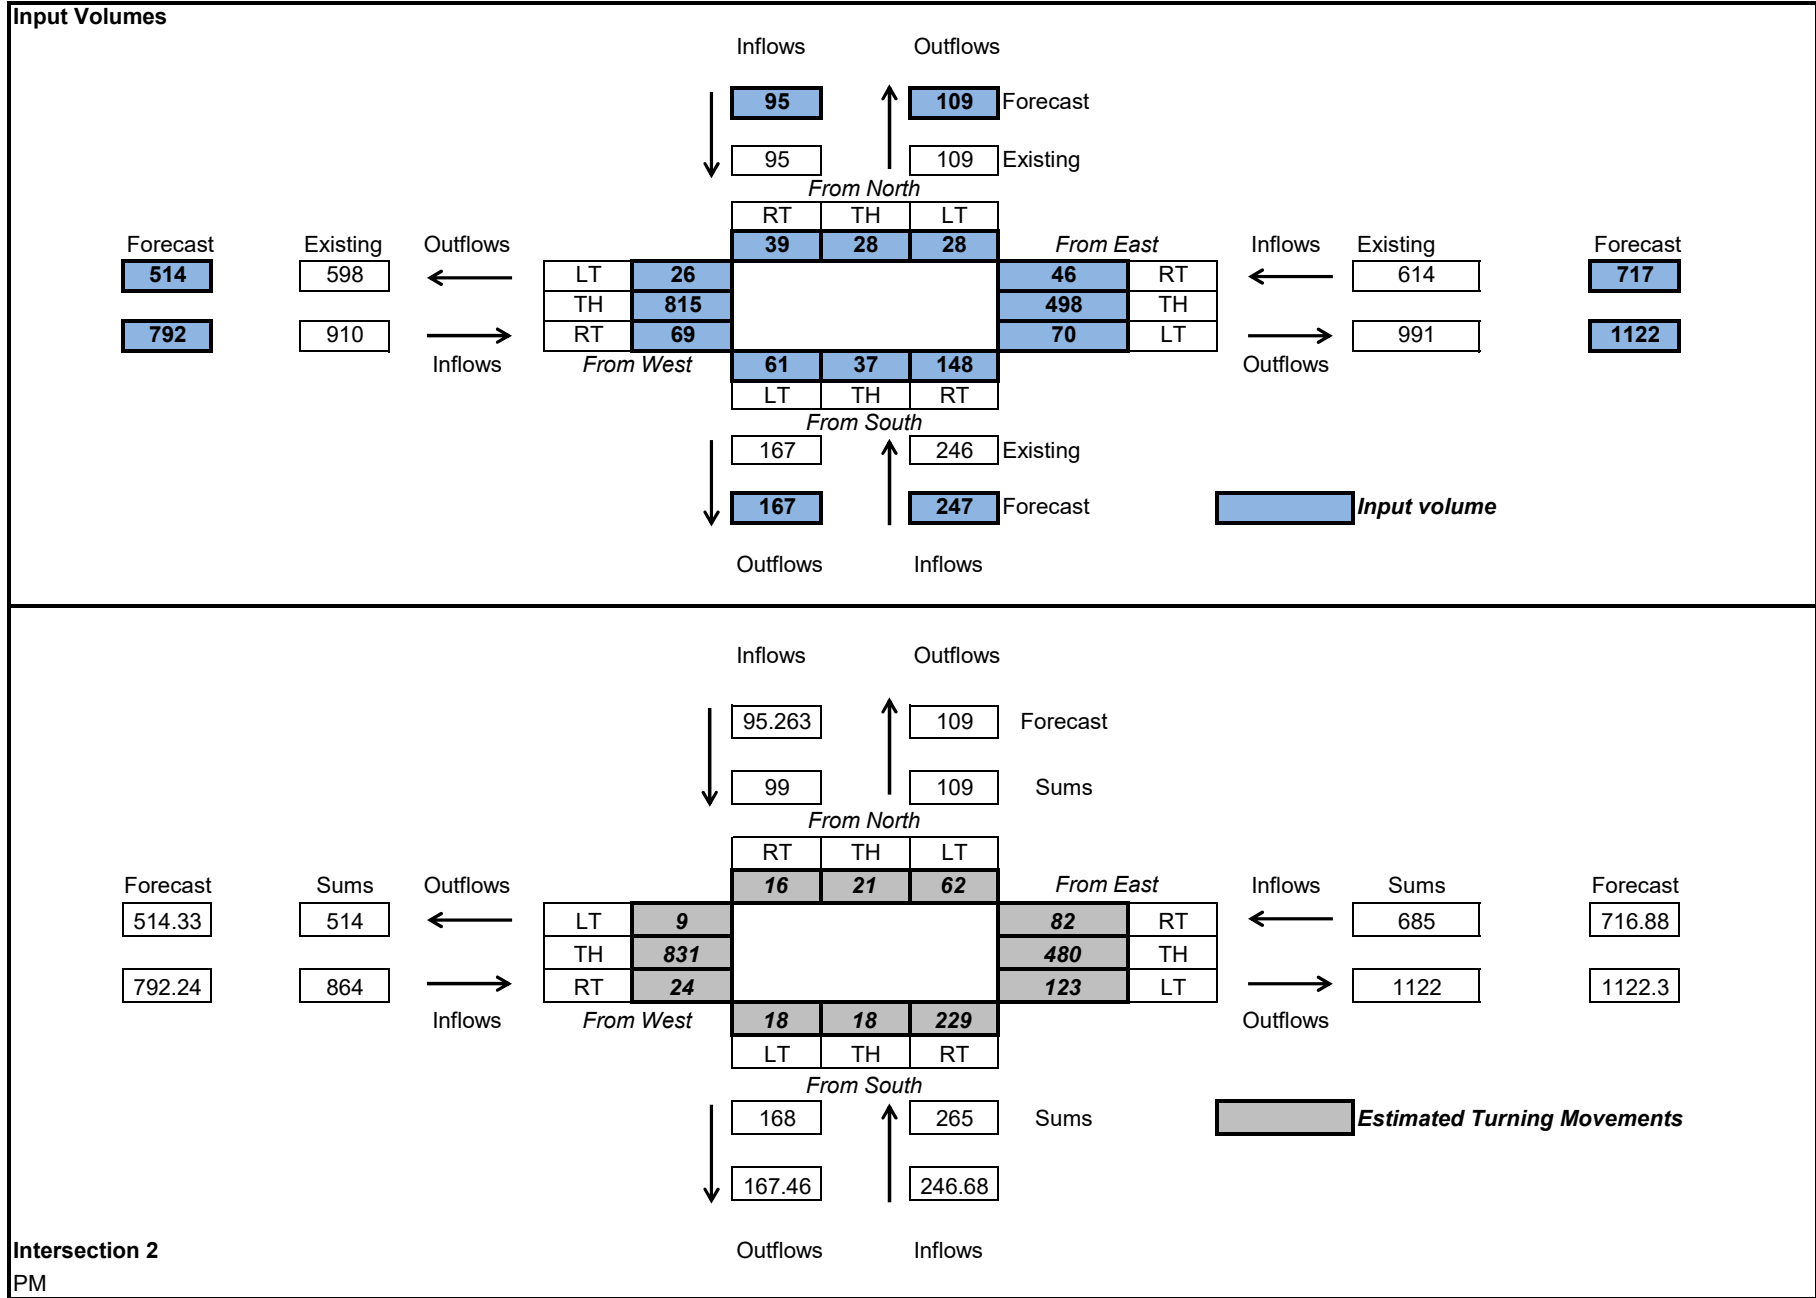 Input Volumes
Inflows Outflows
95 109 Forecast
95 109 Existing
From North
RT TH LT
Forecast Existing Outflows 39 28 28 From East Inflows Existing Forecast
514 598 LT 26 46 RT 614 717
TH 815 498 TH
792 910 RT 69 70 LT 991 1122
Inflows From West 61 37 148 Outflows
LT TH RT
From South
167 246 Existing
167 247 Forecast Input volume
Outflows Inflows
Inflows Outflows
95.263 109 Forecast
99 109 Sums
From North
RT TH LT
Forecast Sums Outflows 16 21 62 From East Inflows Sums Forecast
514.33 514 LT 9 82 RT 685 716.88
TH 831 480 TH
792.24 864 RT 24 123 LT 1122 1122.3
Inflows From West 18 18 229 Outflows
LT TH RT
From South
168 265 Sums Estimated Turning Movements
167.46 246.68
Intersection 2 Outflows Inflows
PM